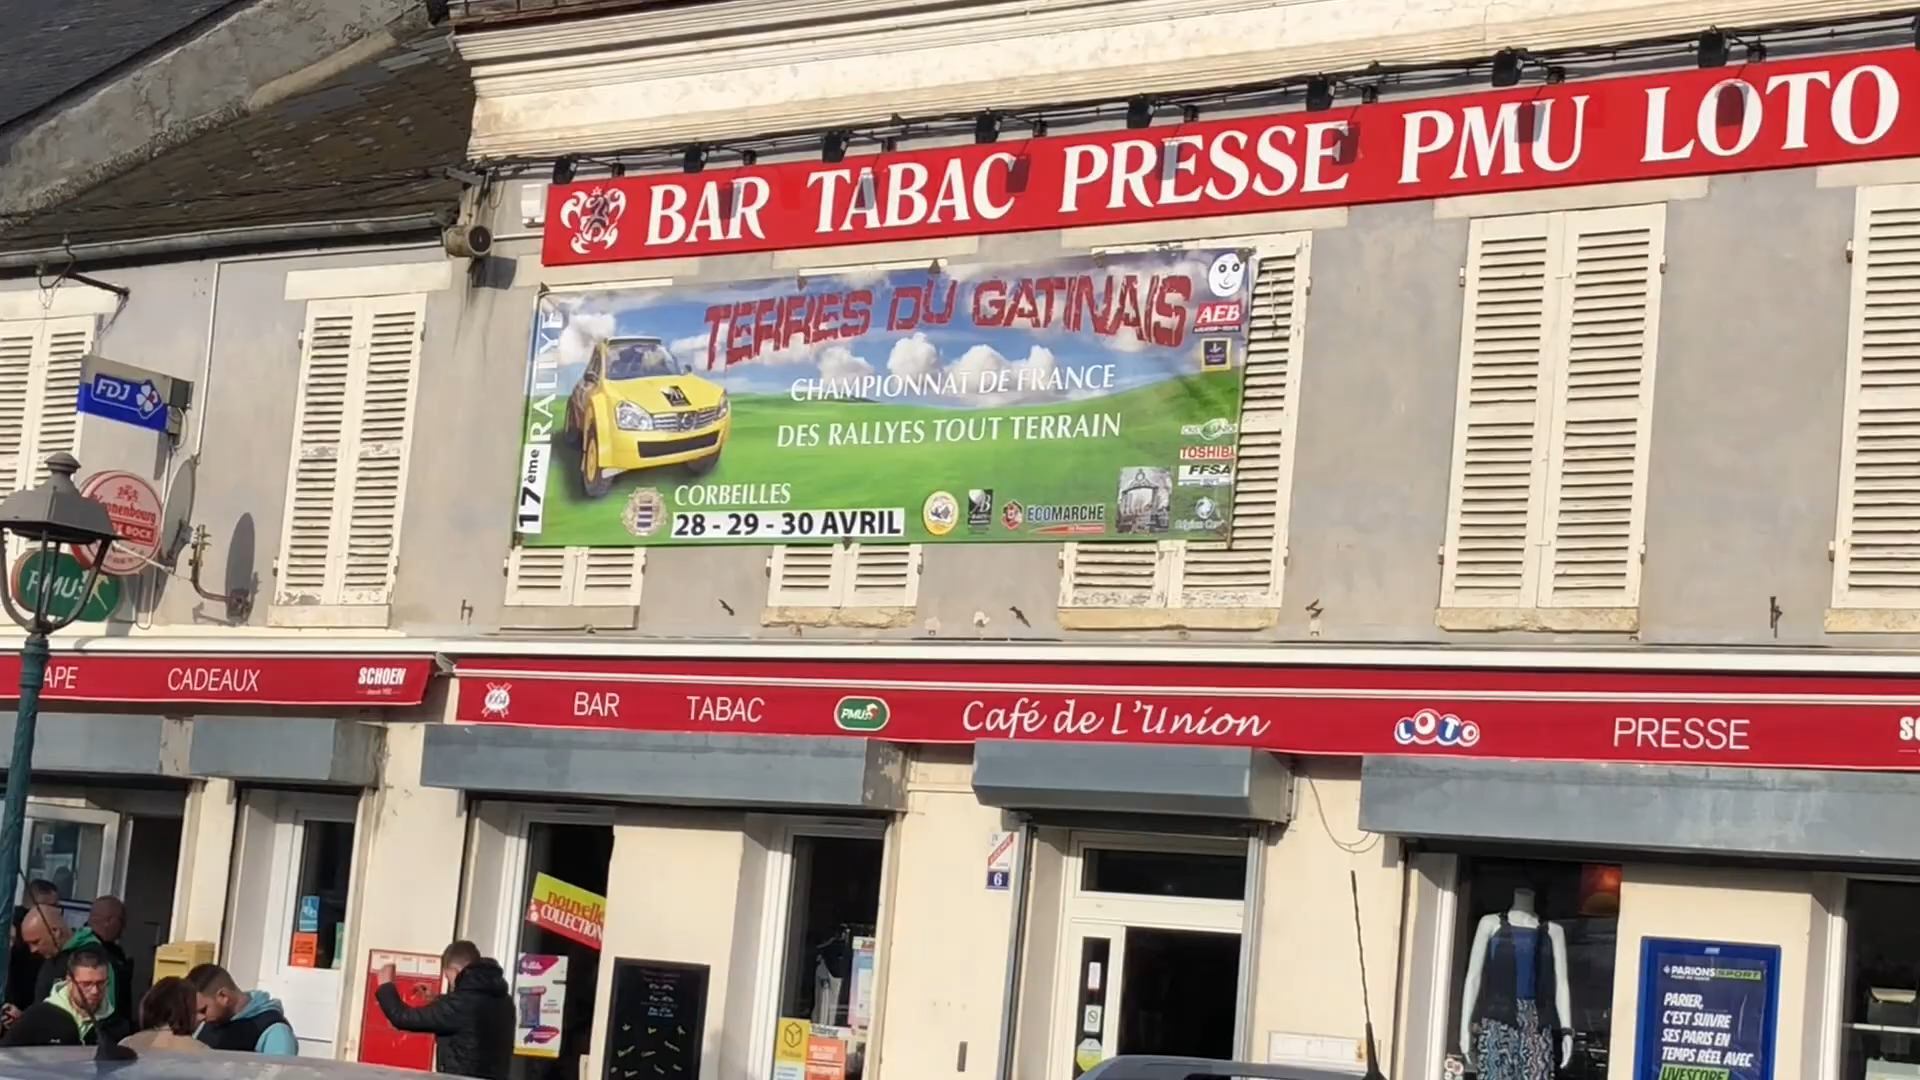 BAR TABAC PRESSE PMU LOTO
17ème RALLYE
TERRES DU GATINAIS
AEB
CHAMPIONNAT DE FRANCE
DES RALLYES TOUT TERRAIN
TOSHIBA
FFSA
CORBEILLES
28 - 29 - 30 AVRIL
ECOMARCHE
FDJ
PMU
CADEAUX
SCHOEN
BAR TABAC PMU Café de L'Union LOTO PRESSE
6
nouvelle
COLLECTION
PARIONS SPORT
PARIER,
C'EST SUIVRE
SES PARIS EN
TEMPS RÉEL AVEC
LIVESCORE